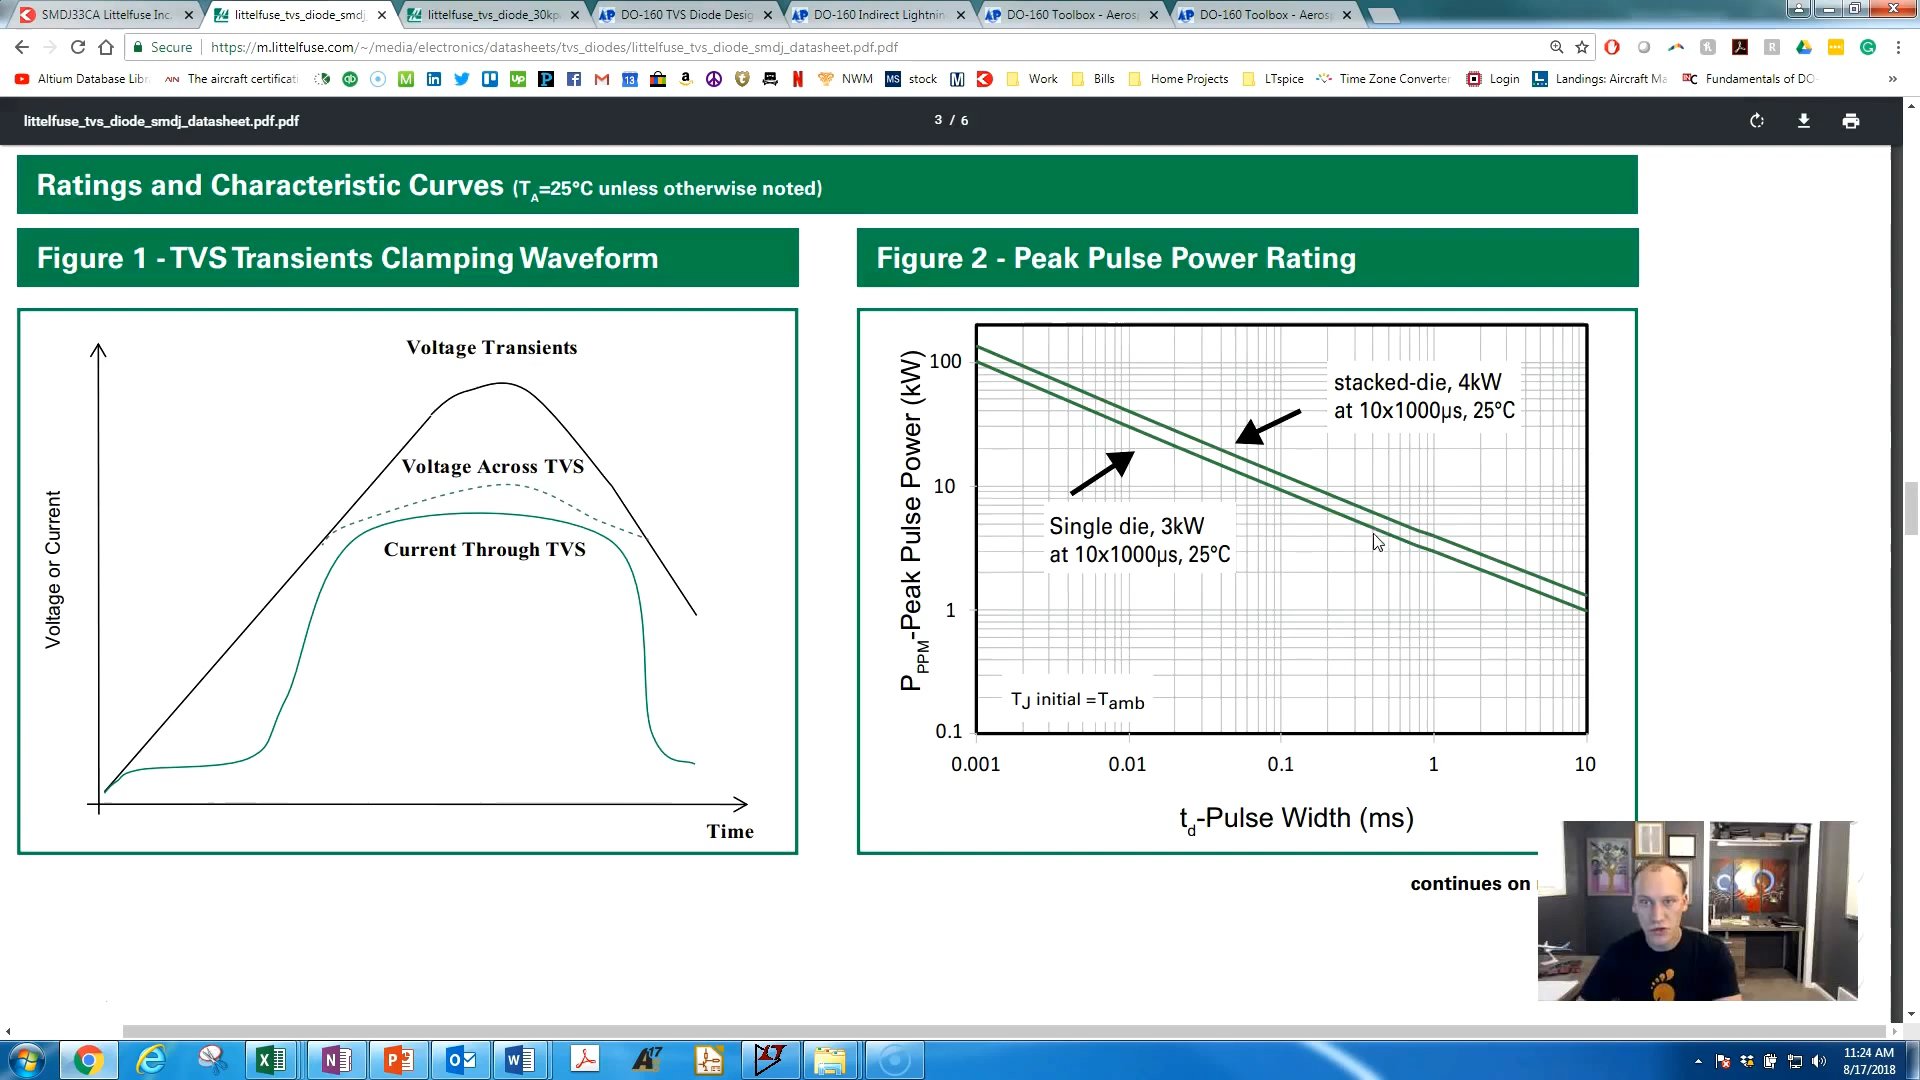 SMDJ33CA Littelfuse Inc.
littelfuse_tvs_diode_smdj
littelfuse_tvs_diode_30kp
DO-160 TVS Diode Desig
DO-160 Indirect Lightnin
DO-160 Toolbox - Aeros
DO-160 Toolbox - Aeros
Secure
https://m.littelfuse.com/~/media/electronics/datasheets/tvs_diodes/littelfuse_tvs_diode_smdj_datasheet.pdf.pdf
Altium Database Libr
The aircraft certificati
NWM
stock
Work
Bills
Home Projects
LTspice
Time Zone Converter
Login
Landings: Aircraft Ma
Fundamentals of DO-
littelfuse_tvs_diode_smdj_datasheet.pdf.pdf
3 / 6
Ratings and Characteristic Curves (TA=25°C unless otherwise noted)
Figure 1 - TVS Transients Clamping Waveform
Voltage Transients
Voltage Across TVS
Current Through TVS
Voltage or Current
Time
Figure 2 - Peak Pulse Power Rating
PPPM-Peak Pulse Power (kW)
100
10
1
0.1
stacked-die, 4kW
at 10x1000µs, 25°C
Single die, 3kW
at 10x1000µs, 25°C
TJ initial =Tamb
0.001 0.01 0.1 1 10
td-Pulse Width (ms)
continues on
11:24 AM
8/17/2018